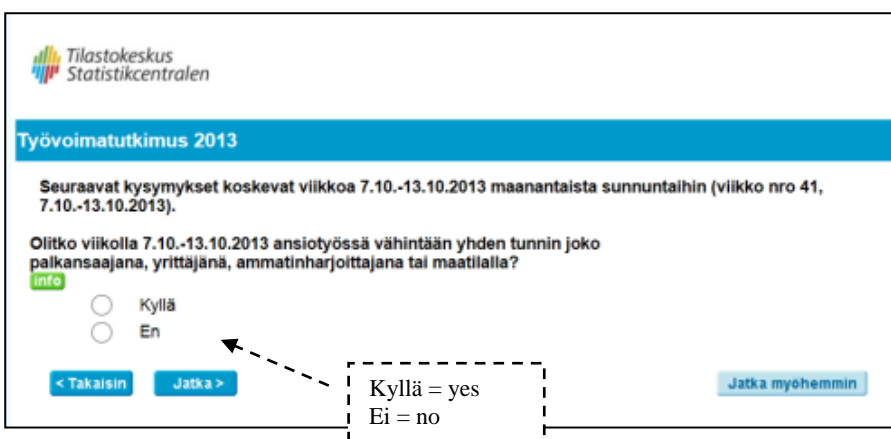 Tilastokeskus
Statistikcentralen
Työvoimatutkimus 2013
Seuraavat kysymykset koskevat viikkoa 7.10.-13.10.2013 maanantaista sunnuntaihin (viikko nro 41,
7.10.-13.10.2013).
Olitko viikolla 7.10.-13.10.2013 ansiotyössä vähintään yhden tunnin joko
palkansaajana, yrittäjänä, ammatinharjoittajana tai maatilalla?
info
Kyllä
En
< Takaisin Jatka > Jatka myöhemmin
Kyllä = yes
Ei = no